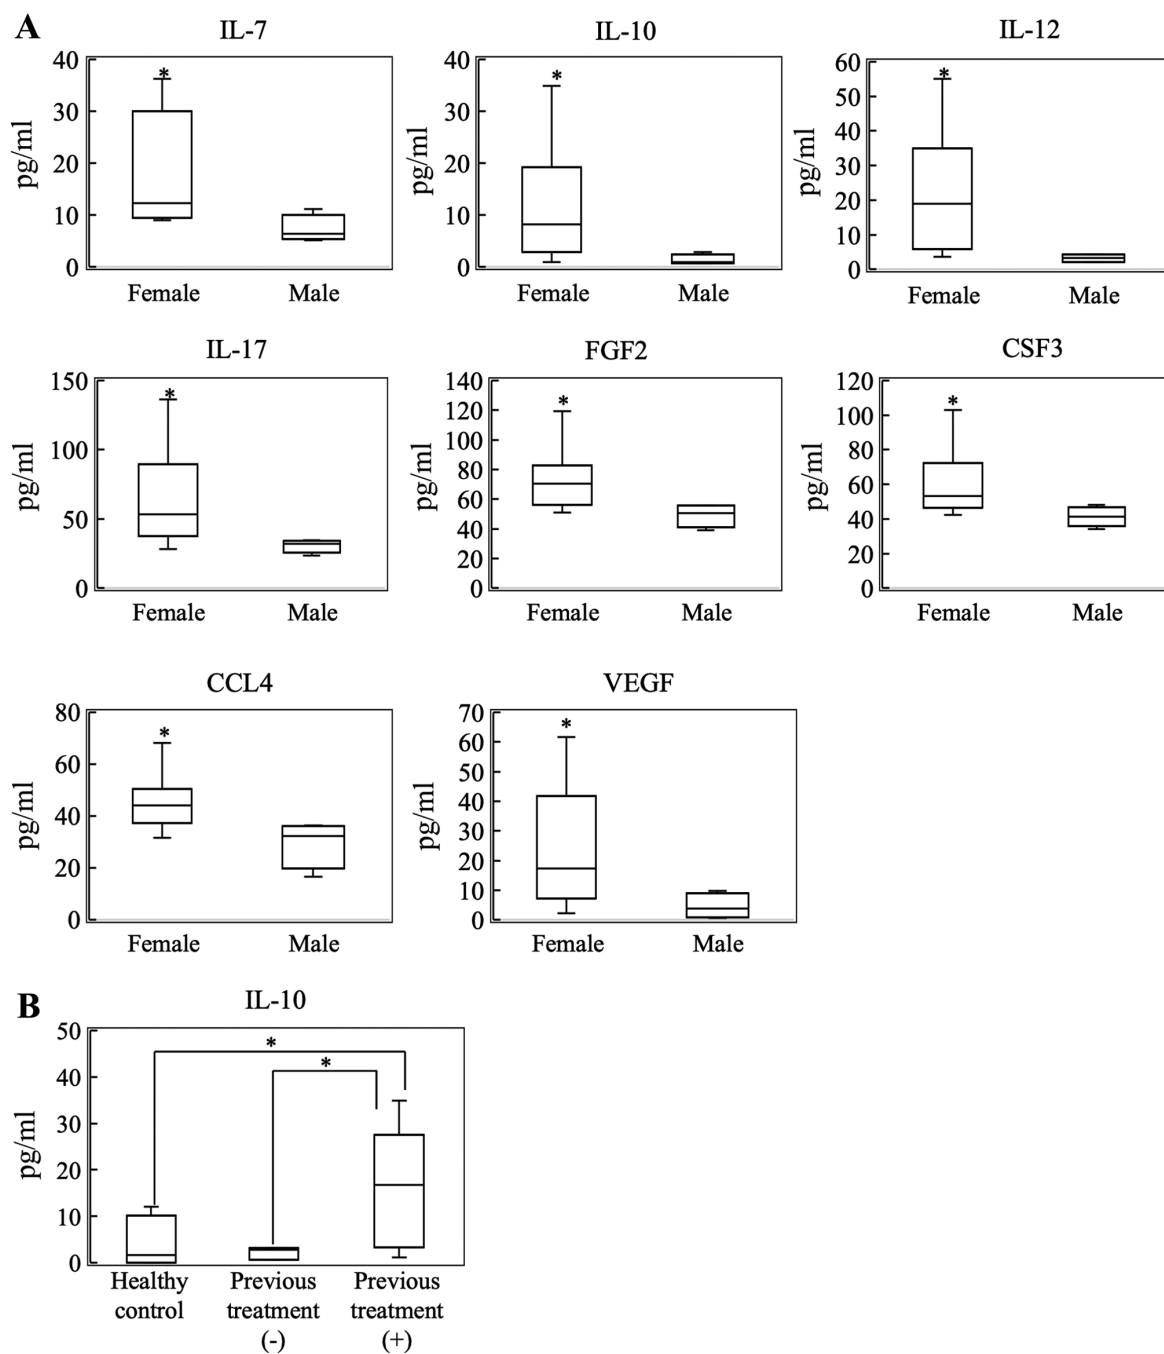 A
IL-7
IL-10
IL-12
40
30
20
10
0
pg/ml
*
Female
Male
40
30
20
10
0
pg/ml
*
Female
Male
60
50
40
30
20
10
0
pg/ml
*
Female
Male
IL-17
FGF2
CSF3
150
100
50
0
pg/ml
*
Female
Male
140
120
100
80
60
40
20
0
pg/ml
*
Female
Male
120
100
80
60
40
20
0
pg/ml
*
Female
Male
CCL4
VEGF
80
60
40
20
0
pg/ml
*
Female
Male
70
60
50
40
30
20
10
0
pg/ml
*
Female
Male
B
IL-10
50
40
30
20
10
0
pg/ml
*
*
Healthy
control
Previous
treatment
(-)
Previous
treatment
(+)